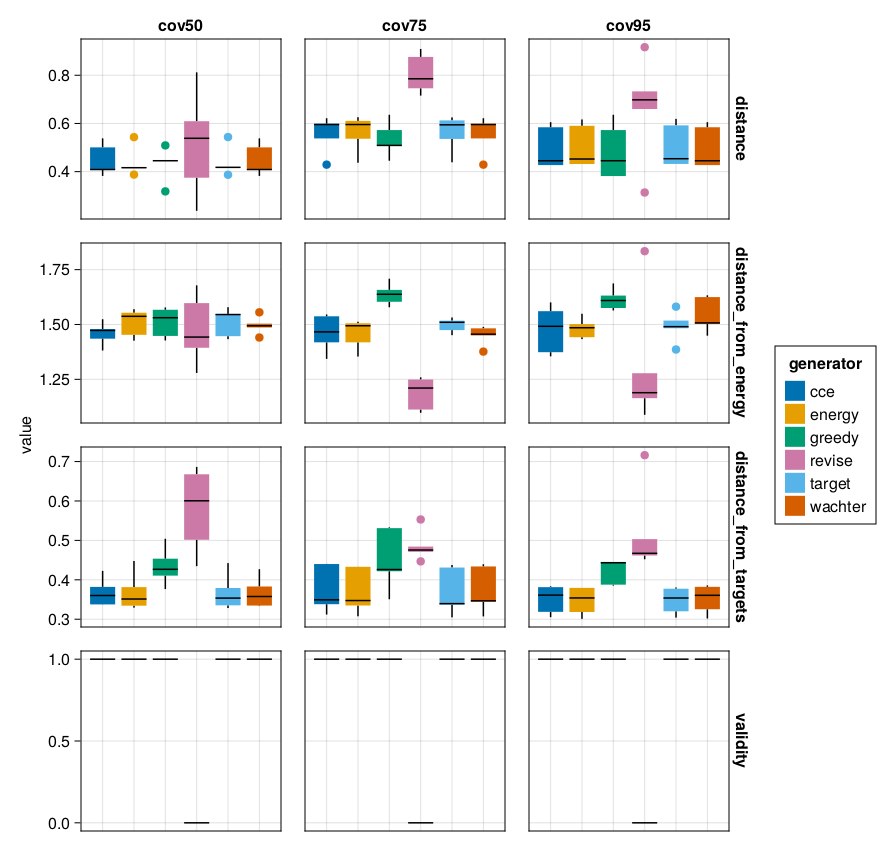 cov50 cov75 cov95
0.8
0.6
0.4
distance
1.75
1.50
1.25
distance_from_energy
value
0.7
0.6
0.5
0.4
0.3
distance_from_targets
1.0
0.5
0.0
validity
generator
cce
energy
greedy
revise
target
wachter